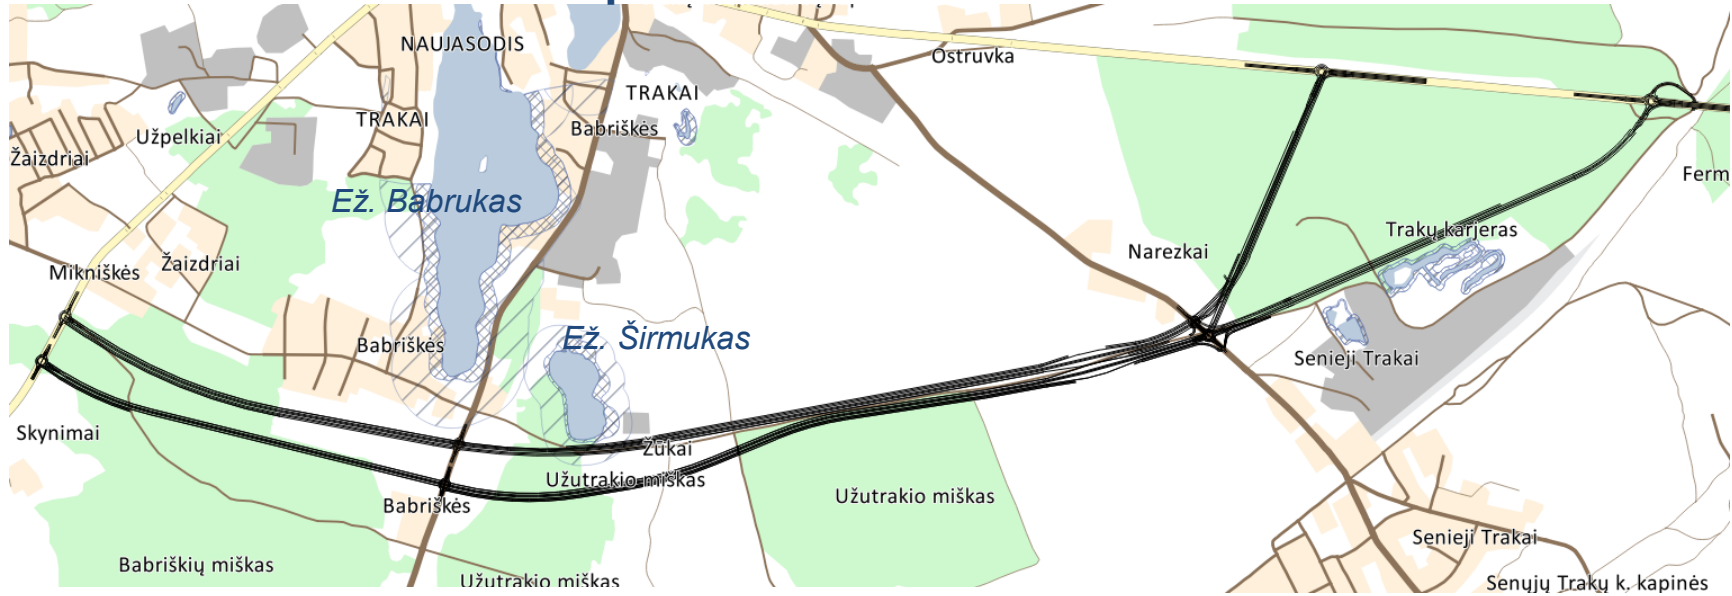 NAUJASODIS
Ostruvka
TRAKAI
TRAKAI
Babriškės
Užpelkiai
Žaizdriai
Ferm
Ež. Babrukas
Trakų karjeras
Narezkai
Žaizdriai
Mikniškės
Ež. Širmukas
Babriškės
Senieji Trakai
Skynimai
Žūkai
Užutrakio miškas
Užutrakio miškas
Babriškės
Senieji Trakai
Babriškių miškas
Užutrakio miškas
Senųjų Trakų k. kapinės